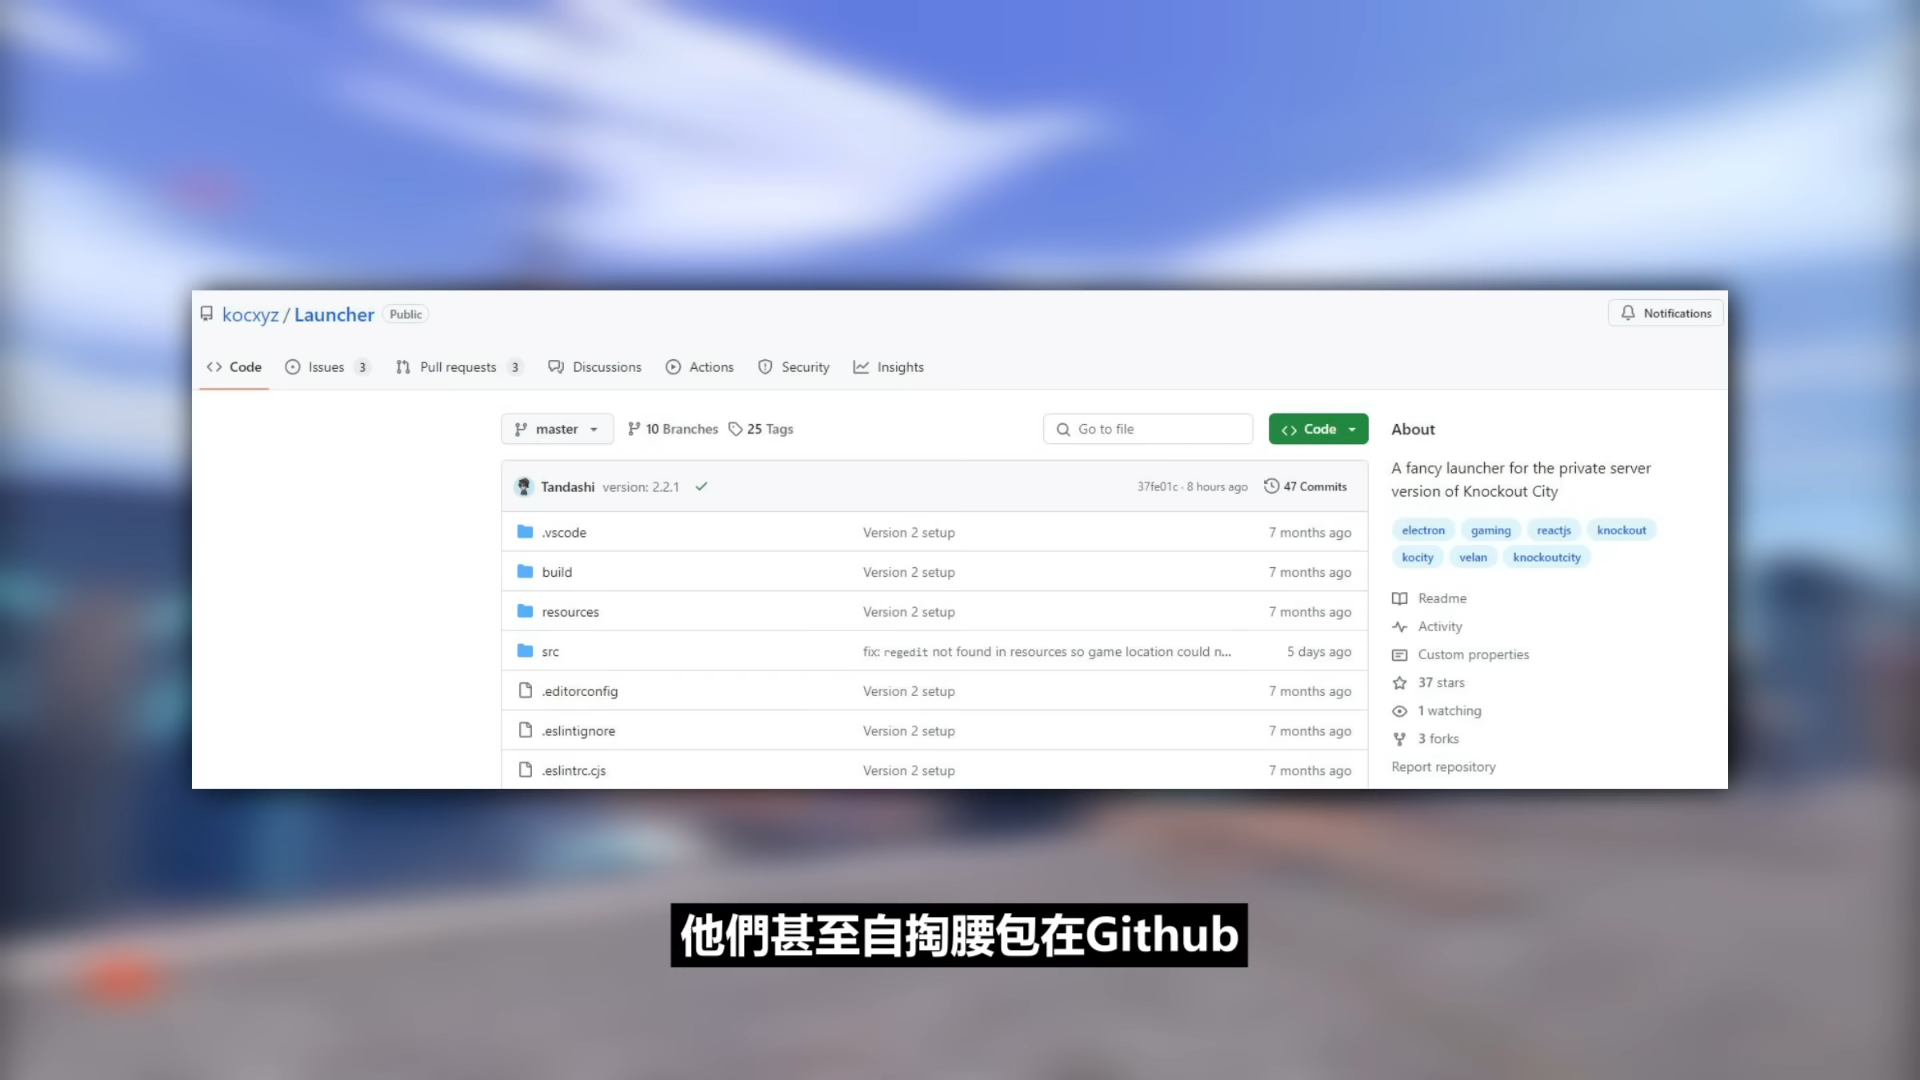 kocxyz / Launcher Public
Notifications
Code Issues 3 Pull requests 3 Discussions Actions Security Insights
master 10 Branches 25 Tags Go to file Code
Tandashi version: 2.2.1 37fe01c · 8 hours ago 47 Commits
.vscode Version 2 setup 7 months ago
build Version 2 setup 7 months ago
resources Version 2 setup 7 months ago
src fix: regedit not found in resources so game location could n... 5 days ago
.editorconfig Version 2 setup 7 months ago
.eslintignore Version 2 setup 7 months ago
.eslintrc.cjs Version 2 setup 7 months ago
About
A fancy launcher for the private server
version of Knockout City
electron gaming reactjs knockout
kocity velan knockoutcity
Readme
Activity
Custom properties
37 stars
1 watching
3 forks
Report repository
他們甚至自掏腰包在Github